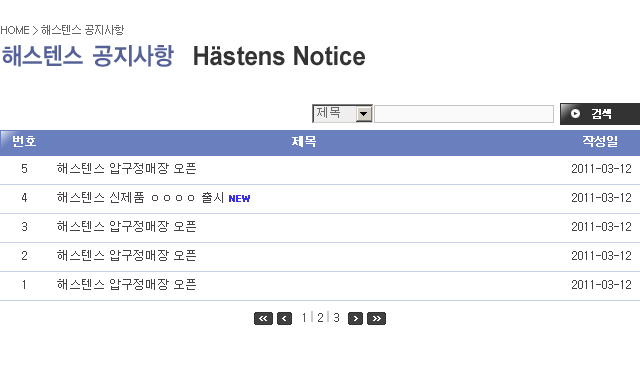 HOME > 해스텐스 공지사항
해스텐스 공지사항 Hästens Notice
제목 검색
번호 제목 작성일
5 해스텐스 압구정매장 오픈 2011-03-12
4 해스텐스 신제품 ㅇㅇㅇㅇ 출시 NEW 2011-03-12
3 해스텐스 압구정매장 오픈 2011-03-12
2 해스텐스 압구정매장 오픈 2011-03-12
1 해스텐스 압구정매장 오픈 2011-03-12
1 | 2 | 3